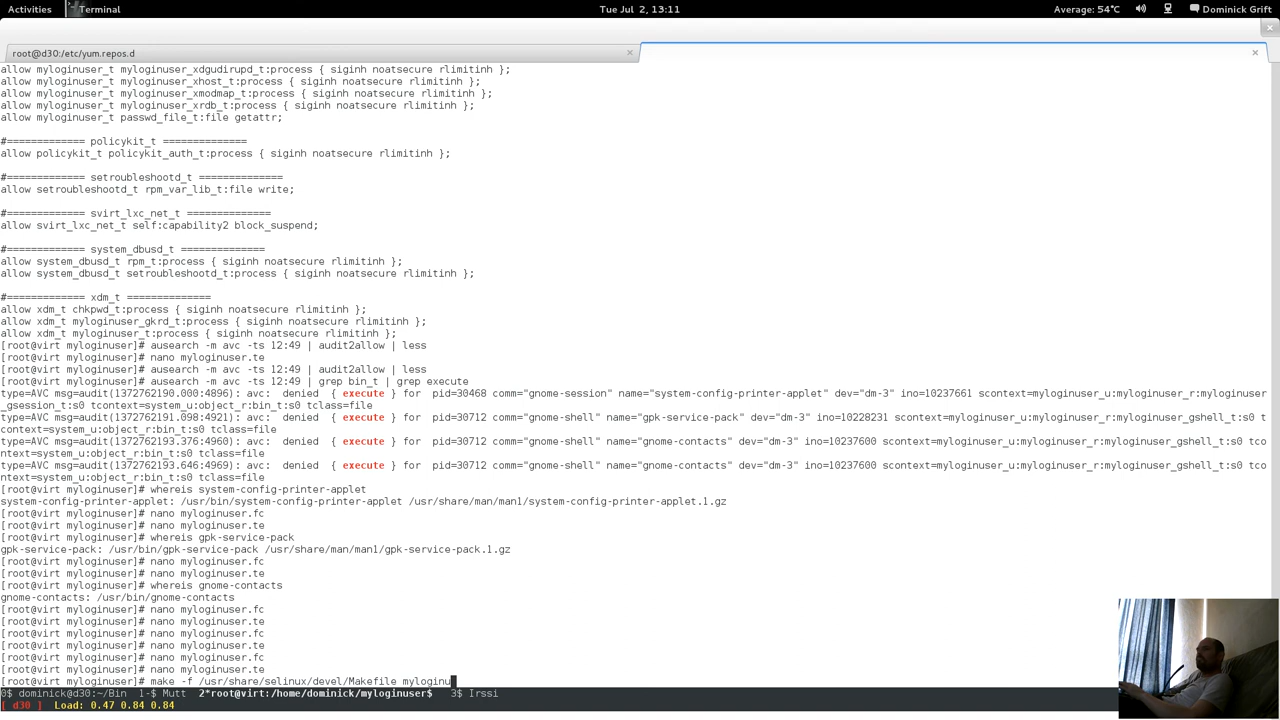 Activities Terminal Tue Jul 2, 13:11 Average: 54°C Dominick Grift
root@d30:/etc/yum.repos.d
allow myloginuser_t myloginuser_xdgudirupd_t:process { siginh noatsecure rlimitinh };
allow myloginuser_t myloginuser_xhost_t:process { siginh noatsecure rlimitinh };
allow myloginuser_t myloginuser_xmodmap_t:process { siginh noatsecure rlimitinh };
allow myloginuser_t myloginuser_xrdb_t:process { siginh noatsecure rlimitinh };
allow myloginuser_t passwd_file_t:file getattr;
#============= policykit_t ==============
allow policykit_t policykit_auth_t:process { siginh noatsecure rlimitinh };
#============= setroubleshootd_t ==============
allow setroubleshootd_t rpm_var_lib_t:file write;
#============= svirt_lxc_net_t ==============
allow svirt_lxc_net_t self:capability2 block_suspend;
#============= system_dbusd_t ==============
allow system_dbusd_t rpm_t:process { siginh noatsecure rlimitinh };
allow system_dbusd_t setroubleshootd_t:process { siginh noatsecure rlimitinh };
#============= xdm_t ==============
allow xdm_t chkpwd_t:process { siginh noatsecure rlimitinh };
allow xdm_t myloginuser_gkrd_t:process { siginh noatsecure rlimitinh };
allow xdm_t myloginuser_t:process { siginh noatsecure rlimitinh };
[root@virt myloginuser]# ausearch -m avc -ts 12:49 | audit2allow | less
[root@virt myloginuser]# nano myloginuser.te
[root@virt myloginuser]# ausearch -m avc -ts 12:49 | audit2allow | less
[root@virt myloginuser]# ausearch -m avc -ts 12:49 | grep bin_t | grep execute
type=AVC msg=audit(1372762190.000:4896): avc:  denied  { execute } for  pid=30468 comm="gnome-session" name="system-config-printer-applet" dev="dm-3" ino=10237661 scontext=myloginuser_u:myloginuser_r:myloginuser
_gsession_t:s0 tcontext=system_u:object_r:bin_t:s0 tclass=file
type=AVC msg=audit(1372762191.098:4921): avc:  denied  { execute } for  pid=30712 comm="gnome-shell" name="gpk-service-pack" dev="dm-3" ino=10228231 scontext=myloginuser_u:myloginuser_r:myloginuser_gshell_t:s0 t
context=system_u:object_r:bin_t:s0 tclass=file
type=AVC msg=audit(1372762193.376:4960): avc:  denied  { execute } for  pid=30712 comm="gnome-shell" name="gnome-contacts" dev="dm-3" ino=10237600 scontext=myloginuser_u:myloginuser_r:myloginuser_gshell_t:s0 tco
ntext=system_u:object_r:bin_t:s0 tclass=file
type=AVC msg=audit(1372762193.646:4969): avc:  denied  { execute } for  pid=30712 comm="gnome-shell" name="gnome-contacts" dev="dm-3" ino=10237600 scontext=myloginuser_u:myloginuser_r:myloginuser_gshell_t:s0 tco
ntext=system_u:object_r:bin_t:s0 tclass=file
[root@virt myloginuser]# whereis system-config-printer-applet
system-config-printer-applet: /usr/bin/system-config-printer-applet /usr/share/man/man1/system-config-printer-applet.1.gz
[root@virt myloginuser]# nano myloginuser.fc
[root@virt myloginuser]# nano myloginuser.te
[root@virt myloginuser]# whereis gpk-service-pack
gpk-service-pack: /usr/bin/gpk-service-pack /usr/share/man/man1/gpk-service-pack.1.gz
[root@virt myloginuser]# nano myloginuser.fc
[root@virt myloginuser]# nano myloginuser.te
[root@virt myloginuser]# whereis gnome-contacts
gnome-contacts: /usr/bin/gnome-contacts
[root@virt myloginuser]# nano myloginuser.fc
[root@virt myloginuser]# nano myloginuser.te
[root@virt myloginuser]# nano myloginuser.fc
[root@virt myloginuser]# nano myloginuser.te
[root@virt myloginuser]# nano myloginuser.fc
[root@virt myloginuser]# nano myloginuser.te
[root@virt myloginuser]# make -f /usr/share/selinux/devel/Makefile myloginu
0$ dominick@d30:~/Bin  1-$ Mutt  2*root@virt:/home/dominick/myloginuser$  3$ Irssi
[ d30 ] Load: 0.47 0.84 0.84